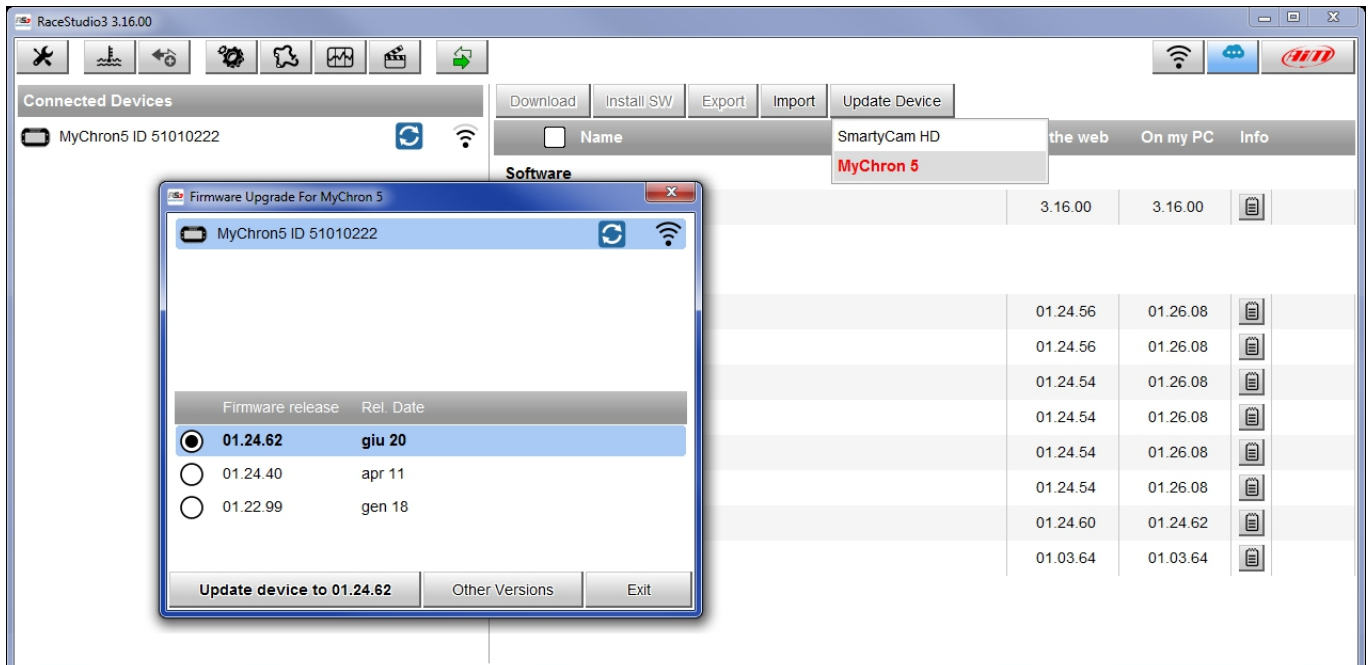 RaceStudio3 3.16.00
AiM
Connected Devices
MyChron5 ID 51010222
Download Install SW Export Import Update Device
Name the web On my PC Info
SmartyCam HD
MyChron 5
Software
3.16.00 3.16.00
Firmware Upgrade For MyChron 5
MyChron5 ID 51010222
01.24.56 01.26.08
01.24.56 01.26.08
01.24.54 01.26.08
01.24.54 01.26.08
01.24.54 01.26.08
01.24.54 01.26.08
01.24.60 01.24.62
01.03.64 01.03.64
Firmware release Rel. Date
01.24.62 giu 20
01.24.40 apr 11
01.22.99 gen 18
Update device to 01.24.62 Other Versions Exit